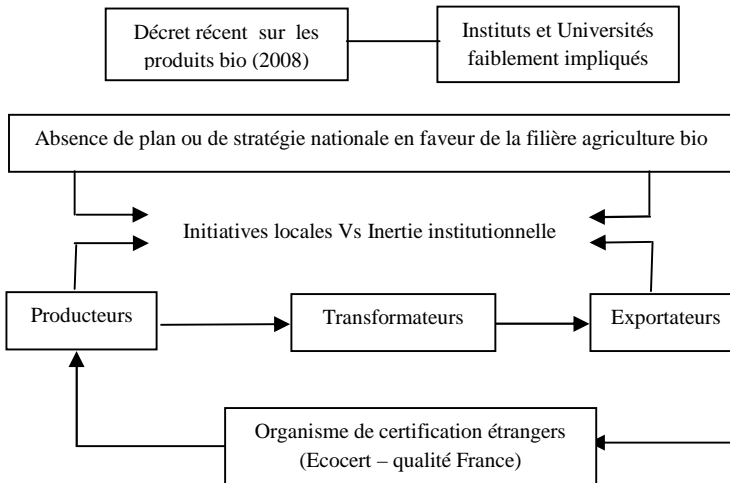 Décret récent sur les
produits bio (2008)
Instituts et Universités
faiblement impliqués
Absence de plan ou de stratégie nationale en faveur de la filière agriculture bio
Initiatives locales Vs Inertie institutionnelle
Producteurs
Transformateurs
Exportateurs
Organisme de certification étrangers
(Ecocert – qualité France)